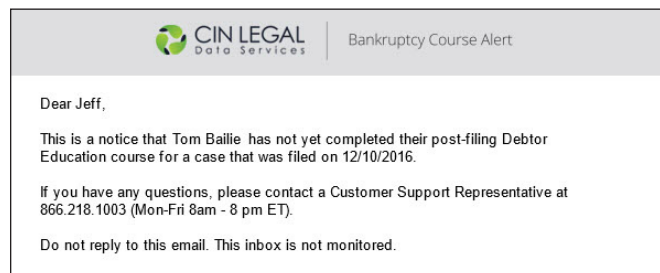 CIN LEGAL
Data Services
Bankruptcy Course Alert
Dear Jeff,
This is a notice that Tom Bailie has not yet completed their post-filing Debtor
Education course for a case that was filed on 12/10/2016.
If you have any questions, please contact a Customer Support Representative at
866.218.1003 (Mon-Fri 8am - 8 pm ET).
Do not reply to this email. This inbox is not monitored.